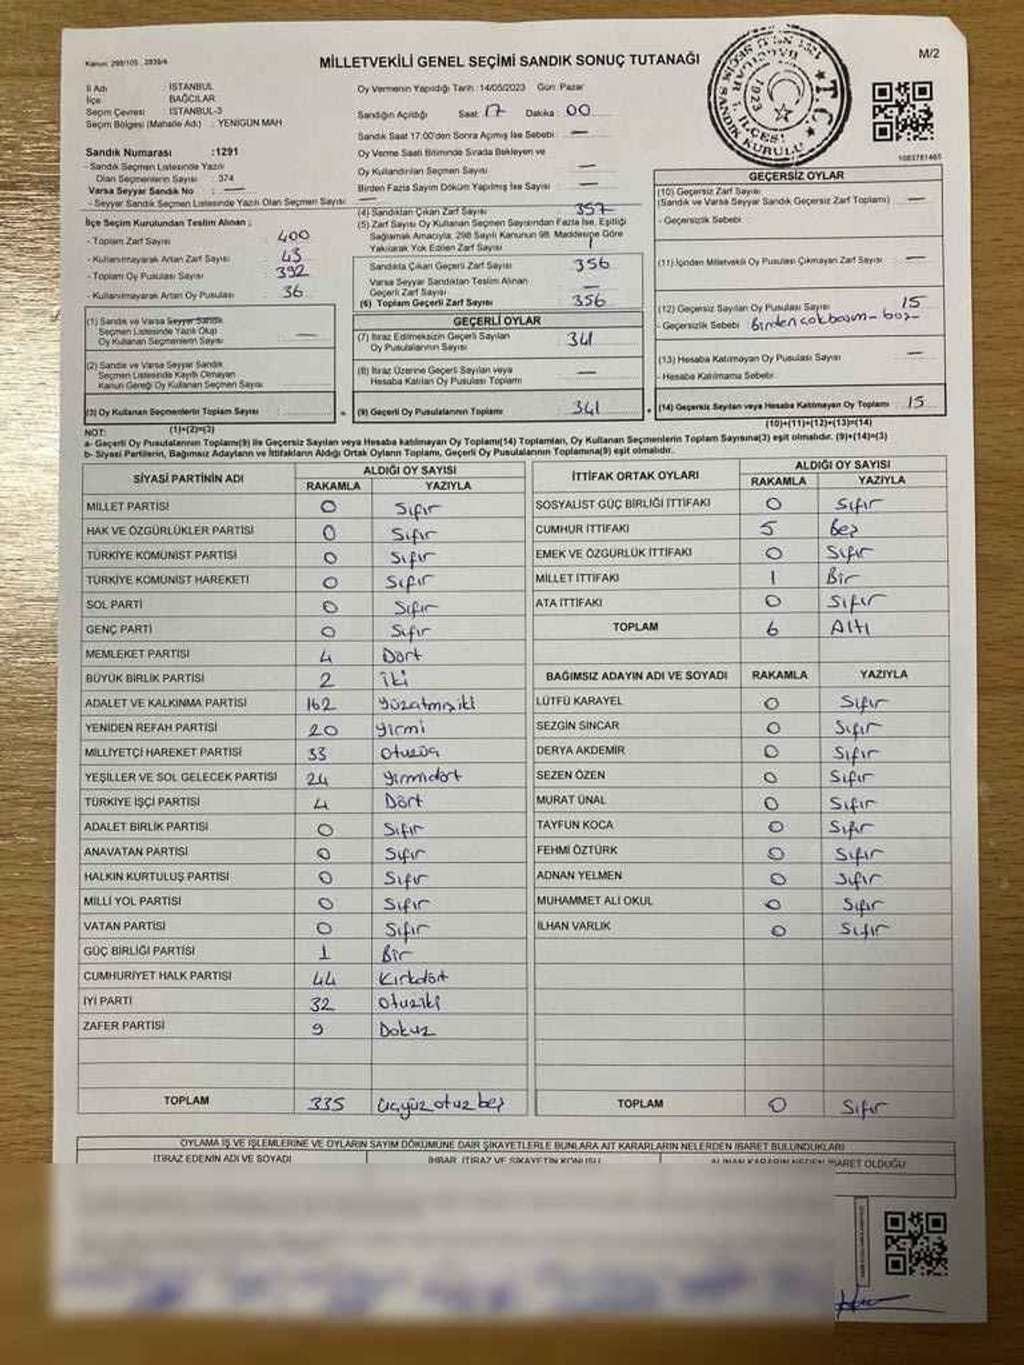 Kanun: 298/105 2839/4
MİLLETVEKİLİ GENEL SEÇİMİ SANDIK SONUÇ TUTANAĞI
M/2
İl Adı : İSTANBUL
İlçe : BAĞCILAR
Seçim Çevresi : İSTANBUL-3
Seçim Bölgesi (Mahalle Adı) : YENİGÜN MAH
Sandık Numarası :1291
- Sandık Seçmen Listesinde Yazılı
Olan Seçmenlerin Sayısı : 374
Varsa Seyyar Sandık No : —
- Seyyar Sandık Seçmen Listesinde Yazılı Olan Seçmen Sayısı : —
İlçe Seçim Kurulundan Teslim Alınan ;
- Toplam Zarf Sayısı : 400
- Kullanılmayarak Artan Zarf Sayısı : 43
- Toplam Oy Pusulası Sayısı : 392
- Kullanılmayarak Artan Oy Pusulası : 36
(1) Sandık ve Varsa Seyyar Sandık
Seçmen Listesinde Yazılı Olup
Oy Kullanan Seçmenlerin Sayısı : —
(2) Sandık ve Varsa Seyyar Sandık
Seçmen Listesinde Kayıtlı Olmayan
Kanun Gereği Oy Kullanan Seçmen Sayısı :
(3) Oy Kullanan Seçmenlerin Toplam Sayısı :
(1)+(2)=(3)
Oy Vermenin Yapıldığı Tarih :14/05/2023 Gün: Pazar
Sandığın Açıldığı Saat: 17 Dakika: 00
Sandık Saat 17:00'den Sonra Açılmış İse Sebebi : —
Oy Verme Saati Bitiminde Sırada Bekleyen ve
Oy Kullandırılan Seçmen Sayısı : —
Birden Fazla Sayım Döküm Yapılmış İse Sayısı : —
(4) Sandıktan Çıkan Zarf Sayısı : 357
(5) Zarf Sayısı Oy Kullanan Seçmen Sayısından Fazla İse, Eşitliği
Sağlamak Amacıyla, 298 Sayılı Kanunun 98. Maddesine Göre
Yakılarak Yok Edilen Zarf Sayısı : 1
Sandıkta Çıkan Geçerli Zarf Sayısı : 356
Varsa Seyyar Sandıktan Teslim Alınan
Geçerli Zarf Sayısı : —
(6) Toplam Geçerli Zarf Sayısı : 356
GEÇERLİ OYLAR
(7) İtiraz Edilmeksizin Geçerli Sayılan
Oy Pusulalarının Sayısı : 341
(8) İtiraz Üzerine Geçerli Sayılan veya
Hesaba Katılan Oy Pusulası Toplamı : —
= (9) Geçerli Oy Pusulalarının Toplamı : 341
T.C.
1923
1083781465
GEÇERSİZ OYLAR
(10) Geçersiz Zarf Sayısı
(Sandık ve Varsa Seyyar Sandık Geçersiz Zarf Toplamı) : —
- Geçersizlik Sebebi :
(11) İçinden Milletvekili Oy Pusulası Çıkmayan Zarf Sayısı : —
(12) Geçersiz Sayılan Oy Pusulası Sayısı : 15
- Geçersizlik Sebebi : birden çok basım - boş
(13) Hesaba Katılmayan Oy Pusulası Sayısı : —
- Hesaba Katılmama Sebebi :
+ (14) Geçersiz Sayılan veya Hesaba Katılmayan Oy Toplamı : 15
(10)+(11)+(12)+(13)=(14)
NOT:
a- Geçerli Oy Pusulalarının Toplamı(9) ile Geçersiz Sayılan veya Hesaba katılmayan Oy Toplamı(14) Toplamları, Oy Kullanan Seçmenlerin Toplam Sayısına(3) eşit olmalıdır. (9)+(14)=(3)
b- Siyasi Partilerin, Bağımsız Adayların ve İttifakların Aldığı Ortak Oyların Toplamı, Geçerli Oy Pusulalarının Toplamına(9) eşit olmalıdır.
SİYASİ PARTİNİN ADI ALDIĞI OY SAYISI
RAKAMLA YAZIYLA
MİLLET PARTİSİ 0 Sıfır
HAK VE ÖZGÜRLÜKLER PARTİSİ 0 Sıfır
TÜRKİYE KOMÜNİST PARTİSİ 0 Sıfır
TÜRKİYE KOMÜNİST HAREKETİ 0 Sıfır
SOL PARTİ 0 Sıfır
GENÇ PARTİ 0 Sıfır
MEMLEKET PARTİSİ 4 Dört
BÜYÜK BİRLİK PARTİSİ 2 iki
ADALET VE KALKINMA PARTİSİ 162 yüzatmışiki
YENİDEN REFAH PARTİSİ 20 yirmi
MİLLİYETÇİ HAREKET PARTİSİ 33 otuzüç
YEŞİLLER VE SOL GELECEK PARTİSİ 24 yirmidört
TÜRKİYE İŞÇİ PARTİSİ 4 Dört
ADALET BİRLİK PARTİSİ 0 Sıfır
ANAVATAN PARTİSİ 0 Sıfır
HALKIN KURTULUŞ PARTİSİ 0 Sıfır
MİLLİ YOL PARTİSİ 0 Sıfır
VATAN PARTİSİ 0 Sıfır
GÜÇ BİRLİĞİ PARTİSİ 1 Bir
CUMHURİYET HALK PARTİSİ 44 Kırkdört
İYİ PARTİ 32 otuziki
ZAFER PARTİSİ 9 Dokuz
TOPLAM 335 üçyüz otuz beş
İTTİFAK ORTAK OYLARI ALDIĞI OY SAYISI
RAKAMLA YAZIYLA
SOSYALİST GÜÇ BİRLİĞİ İTTİFAKI 0 Sıfır
CUMHUR İTTİFAKI 5 Beş
EMEK VE ÖZGÜRLÜK İTTİFAKI 0 Sıfır
MİLLET İTTİFAKI 1 Bir
ATA İTTİFAKI 0 Sıfır
TOPLAM 6 Altı
BAĞIMSIZ ADAYIN ADI VE SOYADI RAKAMLA YAZIYLA
LÜTFÜ KARAYEL 0 Sıfır
SEZGİN SİNCAR 0 Sıfır
DERYA AKDEMİR 0 Sıfır
SEZEN ÖZEN 0 Sıfır
MURAT ÜNAL 0 Sıfır
TAYFUN KOCA 0 Sıfır
FEHMİ ÖZTÜRK 0 Sıfır
ADNAN YELMEN 0 Sıfır
MUHAMMET ALİ OKUL 0 Sıfır
İLHAN VARLIK 0 Sıfır
TOPLAM 0 Sıfır
OYLAMA İŞ VE İŞLEMLERİNE VE OYLARIN SAYIM DÖKÜMÜNE DAİR ŞİKAYETLERLE BUNLARA AİT KARARLARIN NELERDEN İBARET BULUNDUKLARI
İTİRAZ EDENİN ADI VE SOYADI İHBAR, İTİRAZ VE ŞİKAYETİN KONUSU ALINAN KARARIN NEDEN İBARET OLDUĞU